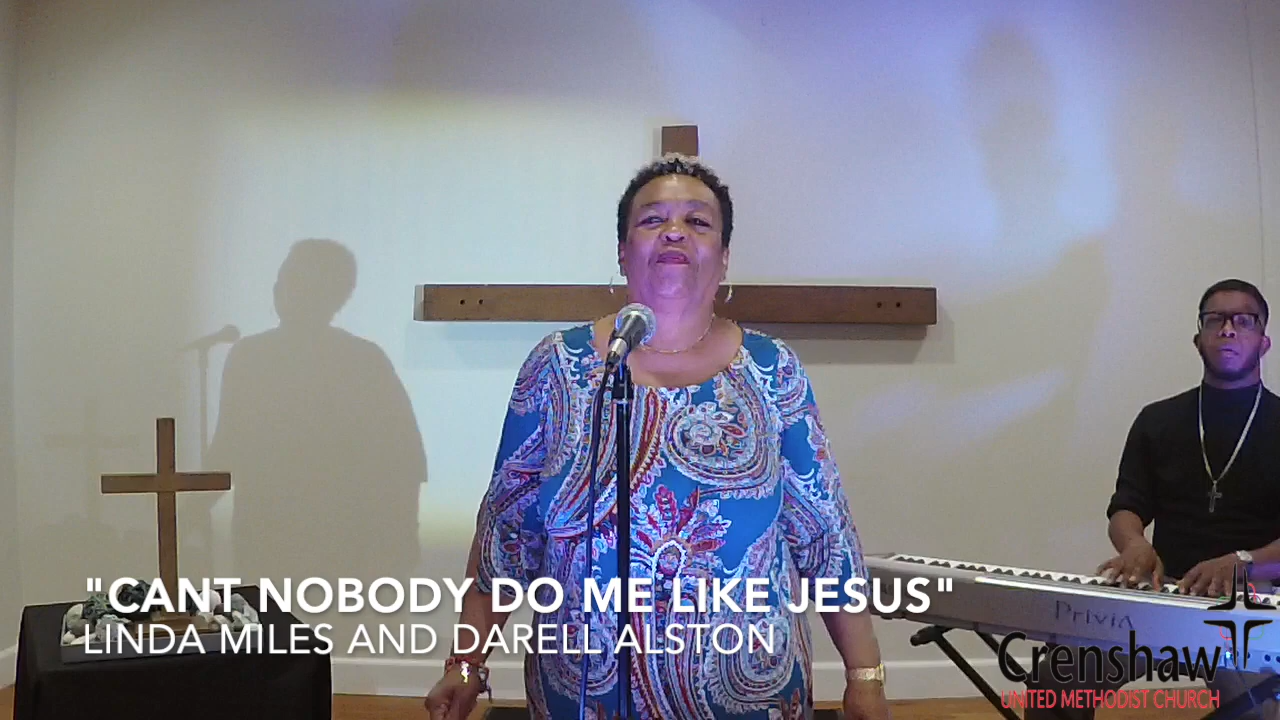 "CANT NOBODY DO ME LIKE JESUS"
LINDA MILES AND DARELL ALSTON
Privia
Crenshaw
UNITED METHODIST CHURCH